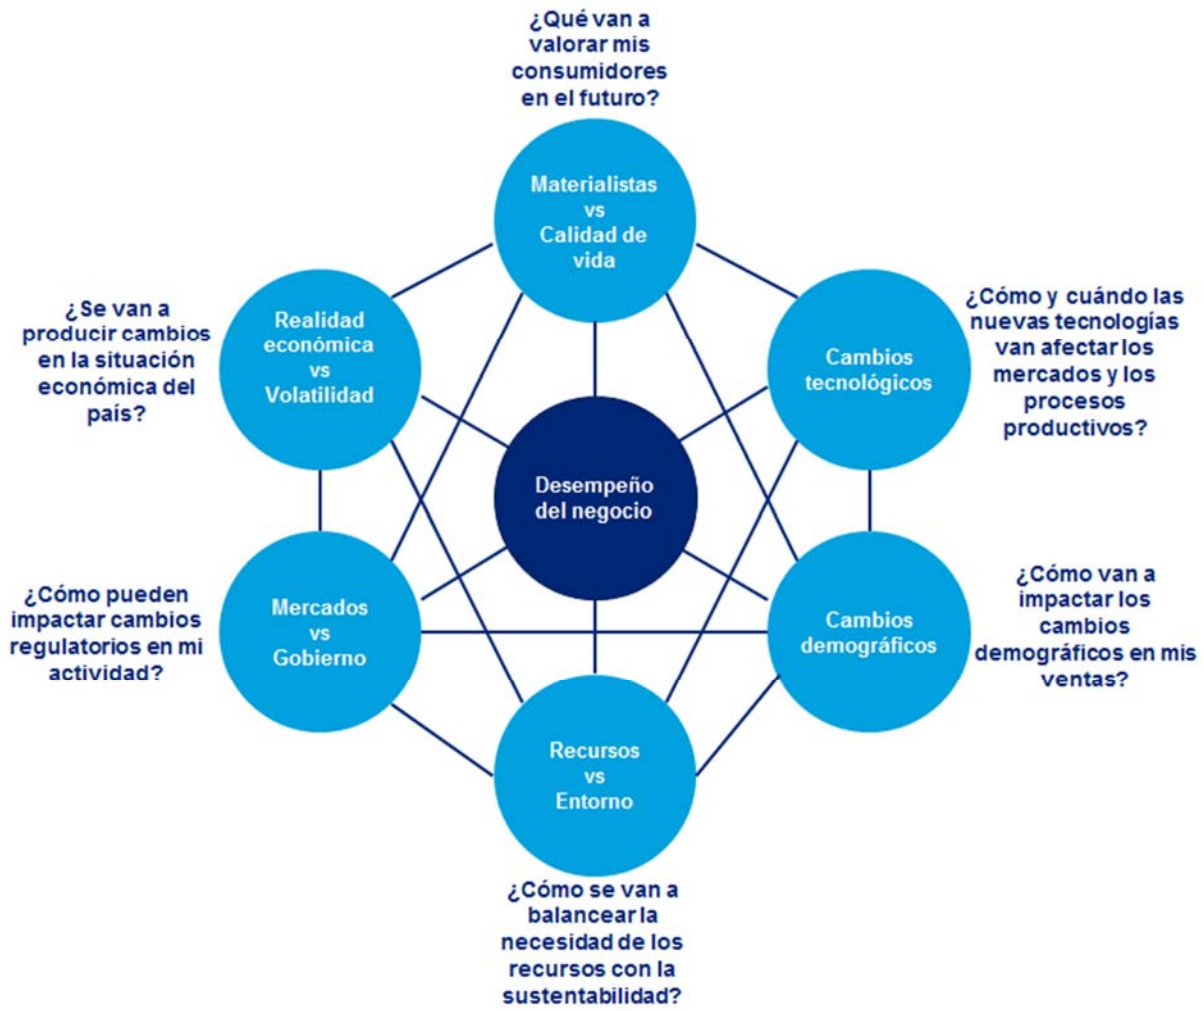 ¿Qué van a
valorar mis
consumidores
en el futuro?
Materialistas
vs
Calidad de
vida
¿Se van a
producir cambios
en la situación
económica del
país?
Realidad
económica
vs
Volatilidad
Cambios
tecnológicos
¿Cómo y cuándo las
nuevas tecnologías
van afectar los
mercados y los
procesos
productivos?
Desempeño
del negocio
¿Cómo pueden
impactar cambios
regulatorios en mi
actividad?
Mercados
vs
Gobierno
Cambios
demográficos
¿Cómo van a
impactar los
cambios
demográficos en mis
ventas?
Recursos
vs
Entorno
¿Cómo se van a
balancear la
necesidad de los
recursos con la
sustentabilidad?